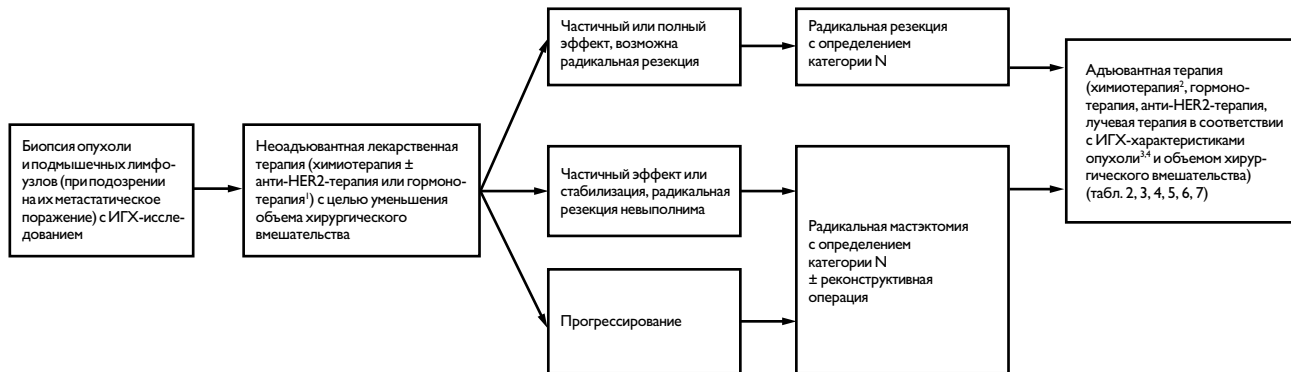 Биопсия опухоли
и подмышечных лимфо-
узлов (при подозрении
на их метастатическое
поражение) с ИГХ-иссле-
дованием
Неоадъювантная лекарственная
терапия (химиотерапия ±
анти-HER2-терапия или гормоно-
терапия¹) с целью уменьшения
объема хирургического
вмешательства
Частичный или полный
эффект, возможна
радикальная резекция
Частичный эффект или
стабилизация, радикальная
резекция невыполнима
Прогрессирование
Радикальная резекция
с определением
категории N
Радикальная мастэктомия
с определением
категории N
± реконструктивная
операция
Адъювантная терапия
(химиотерапия², гормоно-
терапия, анти-HER2-терапия,
лучевая терапия в соответствии
с ИГХ-характеристиками
опухоли³,⁴ и объемом хирур-
гического вмешательства)
(табл. 2, 3, 4, 5, 6, 7)